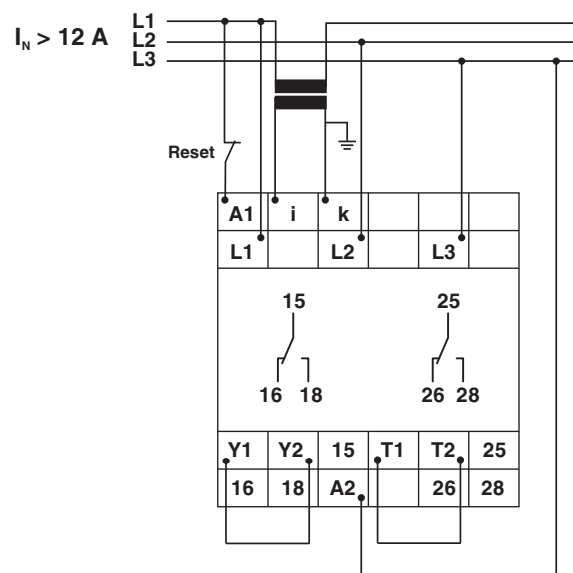 I_N > 12 A
L1
L2
L3
Reset
A1 i k
L1 L2 L3
15 25
16 18 26 28
Y1 Y2 15 T1 T2 25
16 18 A2 26 28